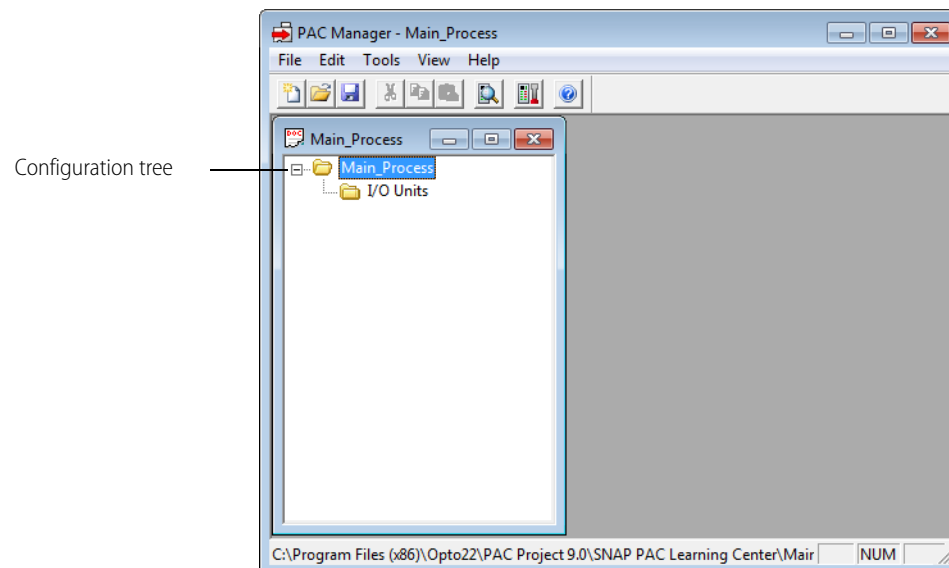 PAC Manager - Main_Process
File Edit Tools View Help
DOC
Main_Process
Configuration tree
Main_Process
I/O Units
C:\Program Files (x86)\Opto22\PAC Project 9.0\SNAP PAC Learning Center\Mair
NUM